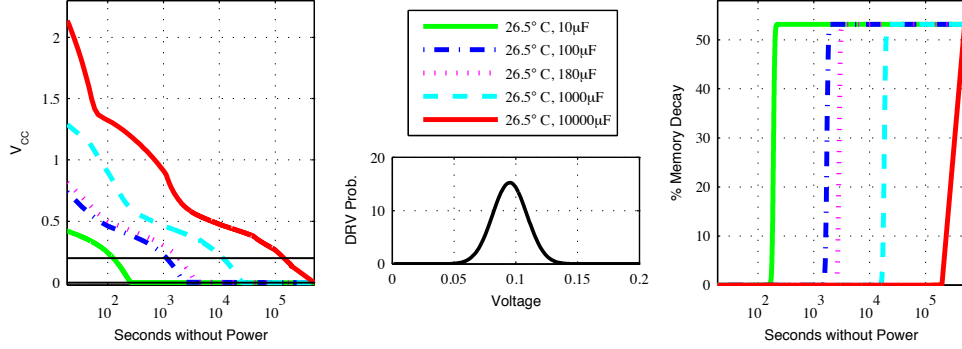 2
1.5
1
0.5
0
V_CC
10^2 10^3 10^4 10^5
Seconds without Power
26.5° C, 10µF
26.5° C, 100µF
26.5° C, 180µF
26.5° C, 1000µF
26.5° C, 10000µF
20
10
0
DRV Prob.
0 0.05 0.1 0.15 0.2
Voltage
50
40
30
20
10
0
% Memory Decay
10^2 10^3 10^4 10^5
Seconds without Power